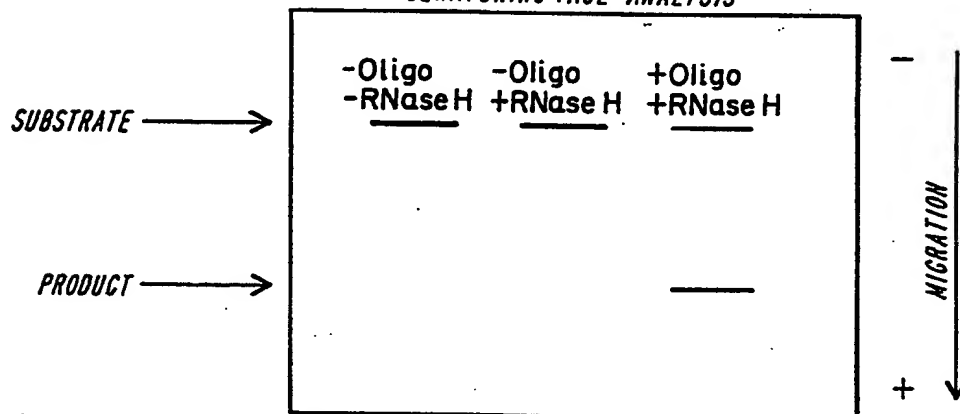 -Oligo -Oligo +Oligo
-RNase H +RNase H +RNase H
SUBSTRATE
PRODUCT
-
MIGRATION
+